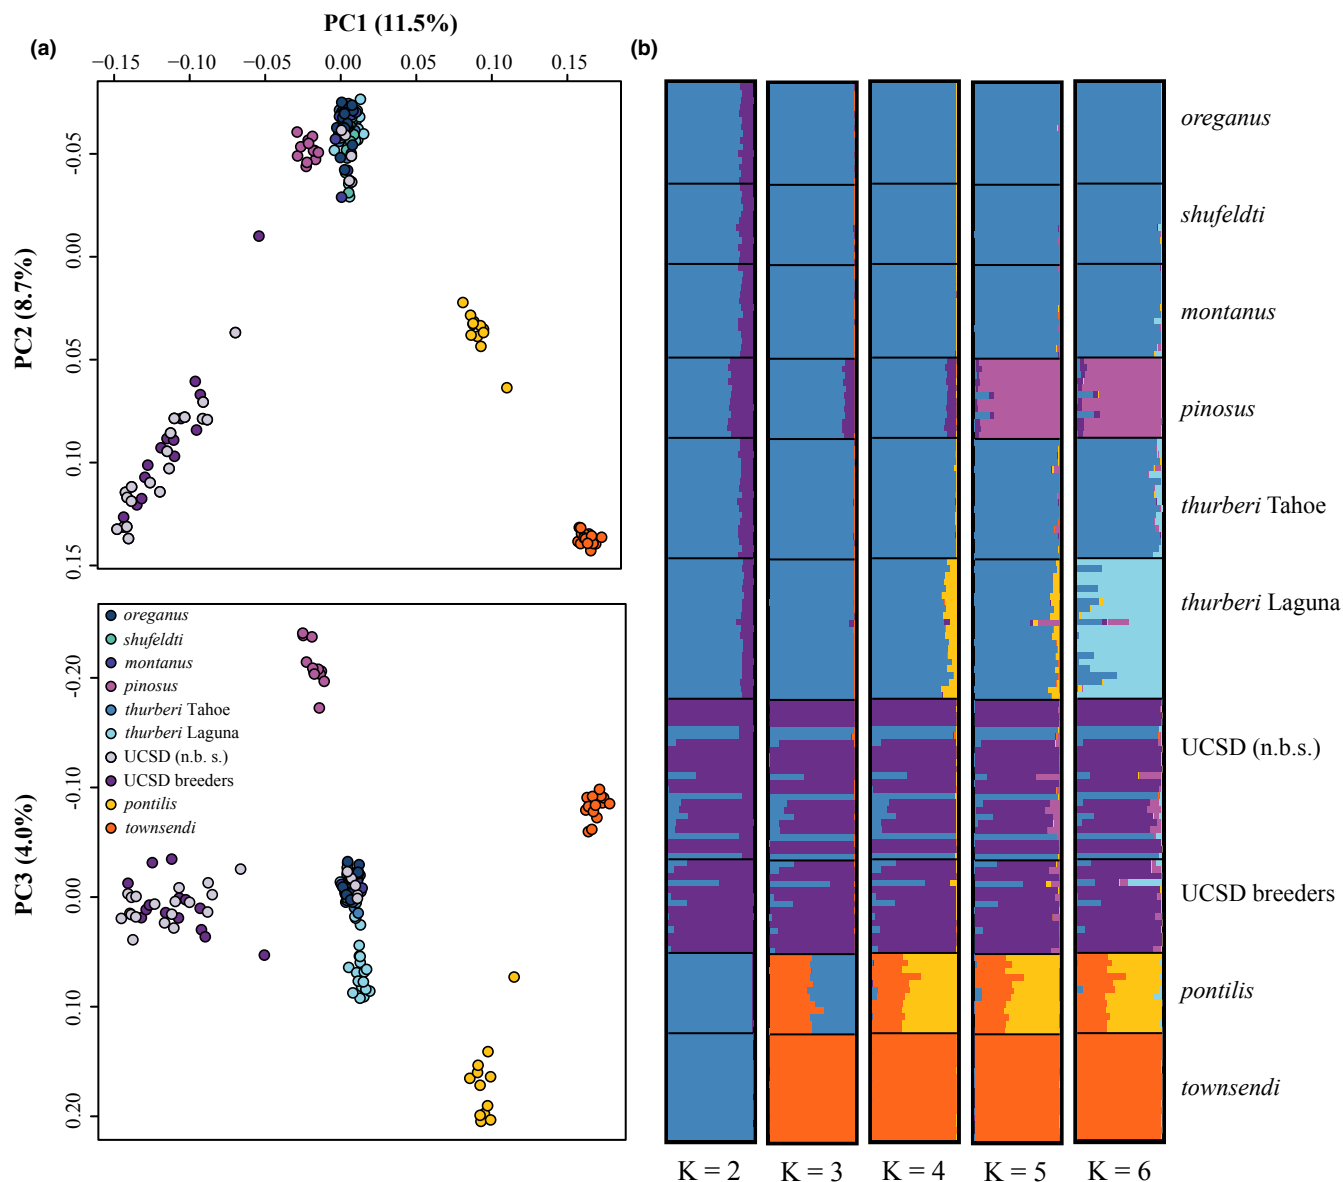 PC1 (11.5%)
(a)
−0.15 −0.10 −0.05 0.00 0.05 0.10 0.15
PC2 (8.7%)
-0.05
0.00
0.05
0.10
0.15
oreganus
shufeldti
montanus
pinosus
thurberi Tahoe
thurberi Laguna
UCSD (n.b. s.)
UCSD breeders
pontilis
townsendi
PC3 (4.0%)
-0.20
-0.10
0.00
0.10
0.20
(b)
oreganus
shufeldti
montanus
pinosus
thurberi Tahoe
thurberi Laguna
UCSD (n.b.s.)
UCSD breeders
pontilis
townsendi
K = 2 K = 3 K = 4 K = 5 K = 6